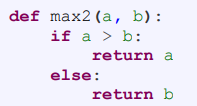 def max2(a, b):
    if a > b:
        return a
    else:
        return b